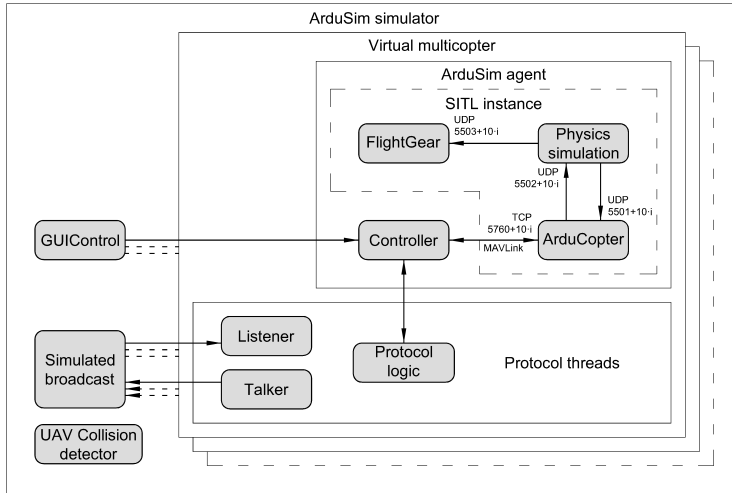 ArduSim simulator
Virtual multicopter
ArduSim agent
SITL instance
FlightGear
UDP
5503+10·i
Physics
simulation
UDP
5502+10·i
UDP
5501+10·i
GUIControl
Controller
TCP
5760+10·i
MAVLink
ArduCopter
Simulated
broadcast
Listener
Talker
Protocol
logic
Protocol threads
UAV Collision
detector